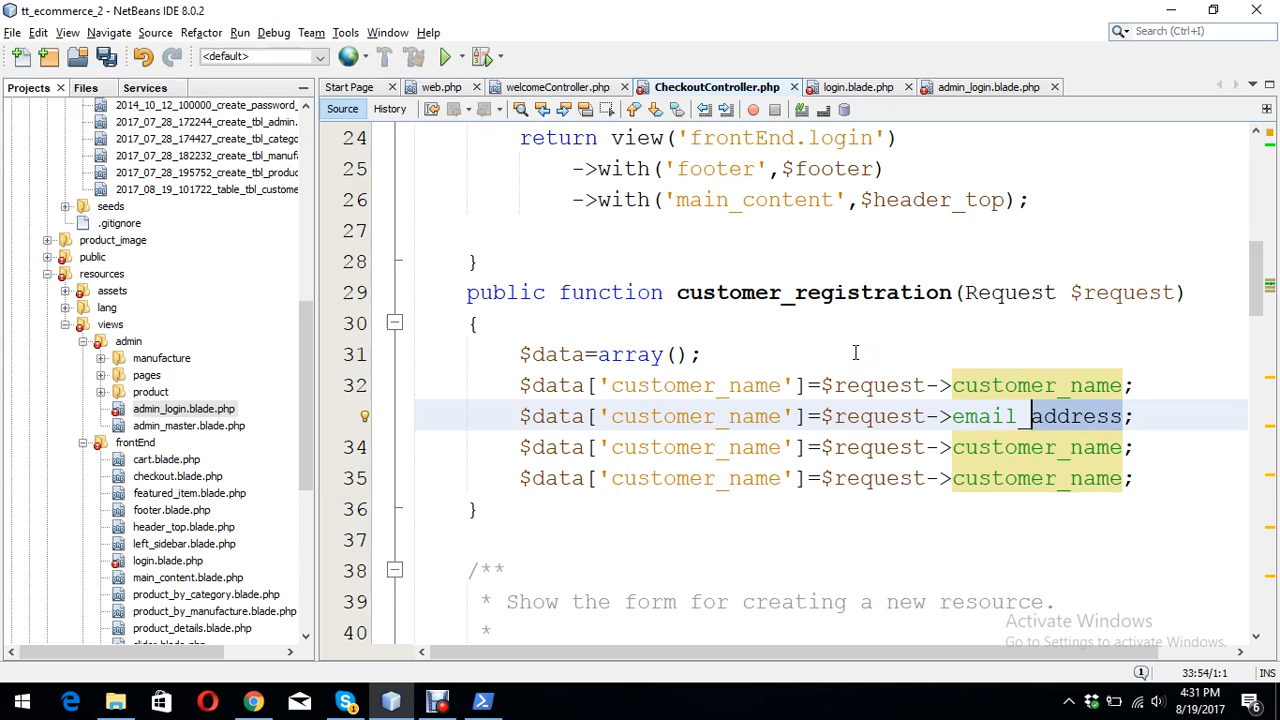 tt_ecommerce_2 - NetBeans IDE 8.0.2
File Edit View Navigate Source Refactor Run Debug Team Tools Window Help
Search (Ctrl+I)
<default>
Projects Files Services
Start Page web.php welcomeController.php CheckoutController.php login.blade.php admin_login.blade.php
Source History
2014_10_12_100000_create_password_
2017_07_28_172244_create_tbl_admin.
2017_07_28_174427_create_tbl_catego
2017_07_28_182232_create_tbl_manufa
2017_07_28_195752_create_tbl_produc
2017_08_19_101722_table_tbl_custome
seeds
.gitignore
product_image
public
resources
assets
lang
views
admin
manufacture
pages
product
admin_login.blade.php
admin_master.blade.php
frontEnd
cart.blade.php
checkout.blade.php
featured_item.blade.php
footer.blade.php
header_top.blade.php
left_sidebar.blade.php
login.blade.php
main_content.blade.php
product_by_category.blade.php
product_by_manufacture.blade.php
product_details.blade.php
24 return view('frontEnd.login')
25 ->with('footer',$footer)
26 ->with('main_content',$header_top);
27
28 }
29 public function customer_registration(Request $request)
30 {
31 $data=array();
32 $data['customer_name']=$request->customer_name;
$data['customer_name']=$request->email_address;
34 $data['customer_name']=$request->customer_name;
35 $data['customer_name']=$request->customer_name;
36 }
37
38 /**
39 * Show the form for creating a new resource.
40 *
Activate Windows
Go to Settings to activate Windows.
33:54/1:1 INS
4:31 PM
8/19/2017